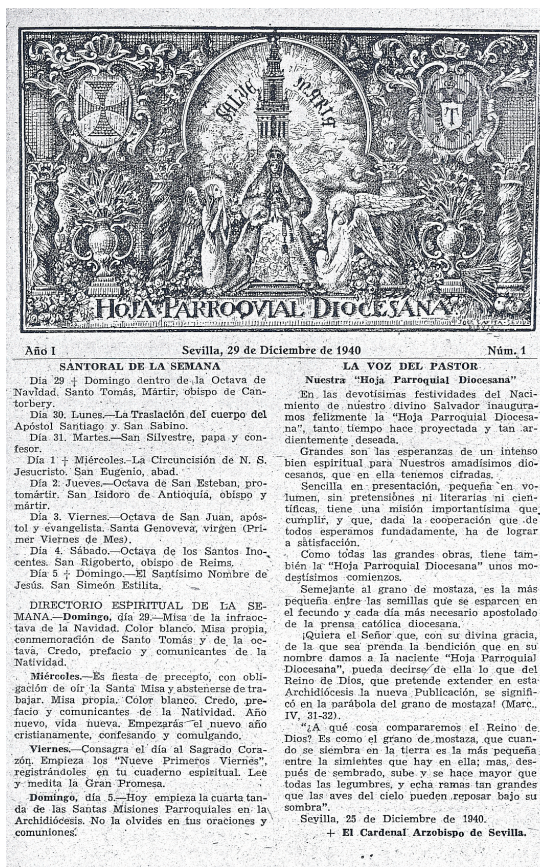 Salve Maria
HOJA PARROQVIAL DIOCESANA
Año I
Sevilla, 29 de Diciembre de 1940
Núm. 1
SANTORAL DE LA SEMANA
Día 29 † Domingo dentro de la Octava de
Navidad. Santo Tomás, Mártir, obispo de Can-
torbery.
Día 30. Lunes.—La Traslación del cuerpo del
Apóstol Santiago y San Sabino.
Día 31. Martes.—San Silvestre, papa y con-
fesor.
Día 1 † Miércoles.—La Circuncisión de N. S.
Jesucristo. San Eugenio, abad.
Día 2. Jueves.—Octava de San Esteban, pro-
tomártir. San Isidoro de Antioquía, obispo y
mártir.
Día 3. Viernes.—Octava de San Juan, após-
tol y evangelista. Santa Genoveva, virgen (Pri-
mer Viernes de Mes).
Día 4. Sábado.—Octava de los Santos Ino-
centes. San Rigoberto, obispo de Reims.
Día 5 † Domingo.—El Santísimo Nombre de
Jesús. San Simeón Estilita.
DIRECTORIO ESPIRITUAL DE LA SE-
MANA.—Domingo, día 29.—Misa de la infraoc-
tava de la Navidad. Color blanco. Misa propia,
conmemoración de Santo Tomás y de la oc-
tava, Credo, prefacio y comunicantes de la
Natividad.
Miércoles.—Es fiesta de precepto, con obli-
gación de oír la Santa Misa y abstenerse de tra-
bajar. Misa propia. Color blanco. Credo, pre-
facio y comunicantes de la Natividad. Año
nuevo, vida nueva. Empezarás el nuevo año
cristianamente, confesando y comulgando.
Viernes.—Consagra el día al Sagrado Cora-
zón. Empieza los "Nueve Primeros Viernes",
registrándoles en tu cuaderno espiritual. Lee
y medita la Gran Promesa.
Domingo, día 5.—Hoy empieza la cuarta tan-
da de las Santas Misiones Parroquiales en la
Archidiócesis. No la olvides en tus oraciones y
comuniones.
LA VOZ DEL PASTOR
Nuestra "Hoja Parroquial Diocesana"
En las devotísimas festividades del Naci-
miento de nuestro divino Salvador inaugura-
mos felizmente la "Hoja Parroquial Diocesa-
na", tanto tiempo hace proyectada y tan ar-
dientemente deseada.
Grandes son las esperanzas de un intenso
bien espiritual para Nuestros amadísimos dio-
cesanos, que en ella tenemos cifradas.
Sencilla en presentación, pequeña en vo-
lumen, sin pretensiones ni literarias ni cien-
tíficas, tiene una misión importantísima que
cumplir, y que, dada la cooperación que de
todos esperamos fundadamente, ha de lograr
a satisfacción.
Como todas las grandes obras, tiene tam-
bién la "Hoja Parroquial Diocesana" unos mo-
destísimos comienzos.
Semejante al grano de mostaza, es la más
pequeña entre las semillas que se esparcen en
el fecundo y cada día más necesario apostolado
de la prensa católica diocesana.
¡Quiera el Señor que, con su divina gracia,
de la que sea prenda la bendición que en su
nombre damos a la naciente "Hoja Parroquial
Diocesana", pueda decirse de ella lo que del
Reino de Dios, que pretende extender en esta
Archidiócesis la nueva Publicación, se signifi-
có en la parábola del grano de mostaza! (Marc.,
IV, 31-32).
"¿A qué cosa compararemos el Reino de
Dios? Es como el grano de mostaza, que cuan-
do se siembra en la tierra es la más pequeña
entre la simientes que hay en ella; mas, des-
pués de sembrado, sube y se hace mayor que
todas las legumbres, y echa ramas tan grandes
que las aves del cielo pueden reposar bajo su
sombra".
Sevilla, 25 de Diciembre de 1940.
+ El Cardenal Arzobispo de Sevilla.